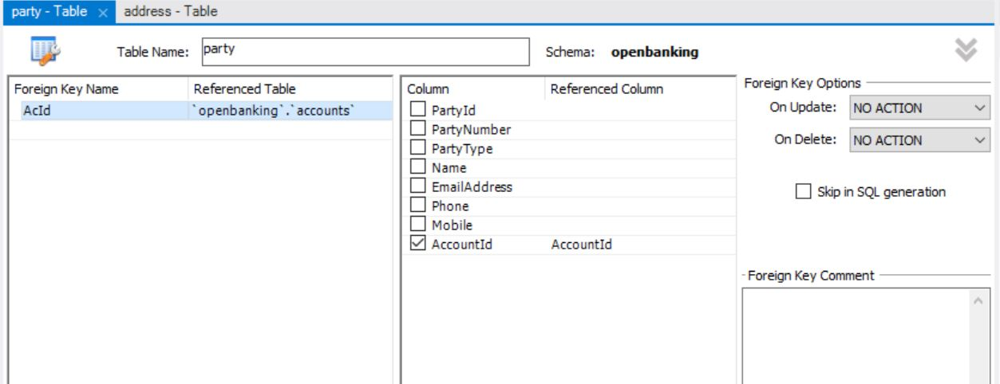 party - Table × address - Table
Table Name: party Schema: openbanking
Foreign Key Name Referenced Table
AcId `openbanking`.`accounts`
Column Referenced Column
PartyId
PartyNumber
PartyType
Name
EmailAddress
Phone
Mobile
AccountId AccountId
Foreign Key Options
On Update: NO ACTION
On Delete: NO ACTION
Skip in SQL generation
Foreign Key Comment